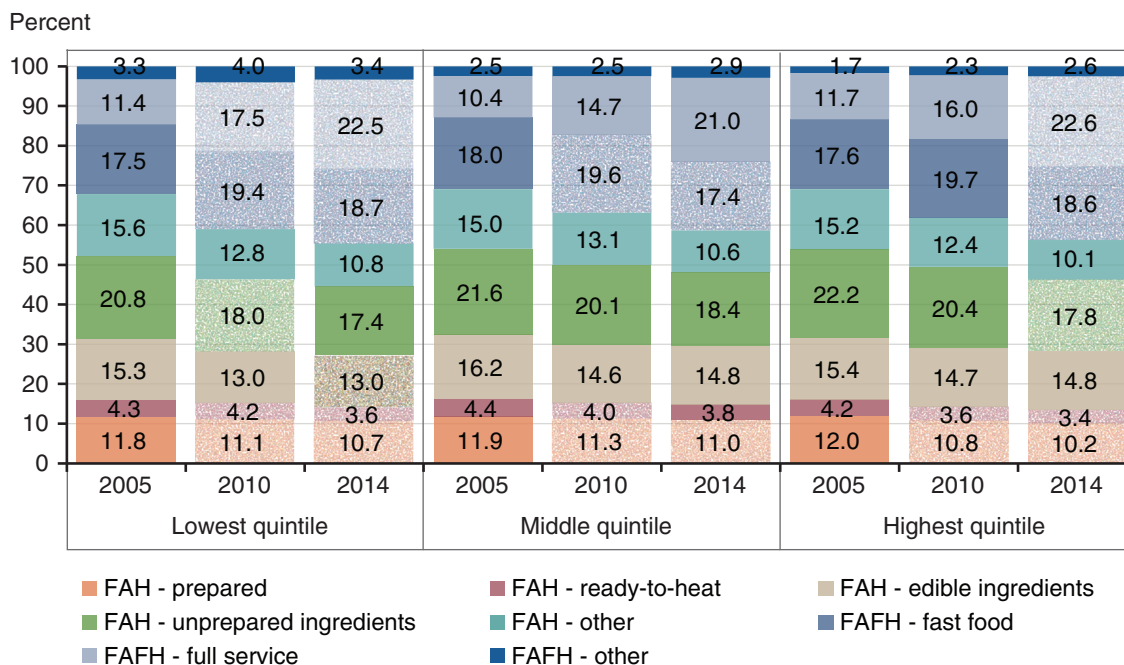 Percent
100 3.3 4.0 3.4 2.5 2.5 2.9 1.7 2.3 2.6
90 11.4 17.5 22.5 10.4 14.7 21.0 11.7 16.0 22.6
80
70 17.5 19.4 18.7 18.0 19.6 17.4 17.6 19.7 18.6
60 15.6 12.8 10.8 15.0 13.1 10.6 15.2 12.4 10.1
50
40 20.8 18.0 17.4 21.6 20.1 18.4 22.2 20.4 17.8
30
20 15.3 13.0 13.0 16.2 14.6 14.8 15.4 14.7 14.8
10 4.3 4.2 3.6 4.4 4.0 3.8 4.2 3.6 3.4
11.8 11.1 10.7 11.9 11.3 11.0 12.0 10.8 10.2
0
2005 2010 2014 2005 2010 2014 2005 2010 2014
Lowest quintile Middle quintile Highest quintile
FAH - prepared FAH - ready-to-heat FAH - edible ingredients
FAH - unprepared ingredients FAH - other FAFH - fast food
FAFH - full service FAFH - other